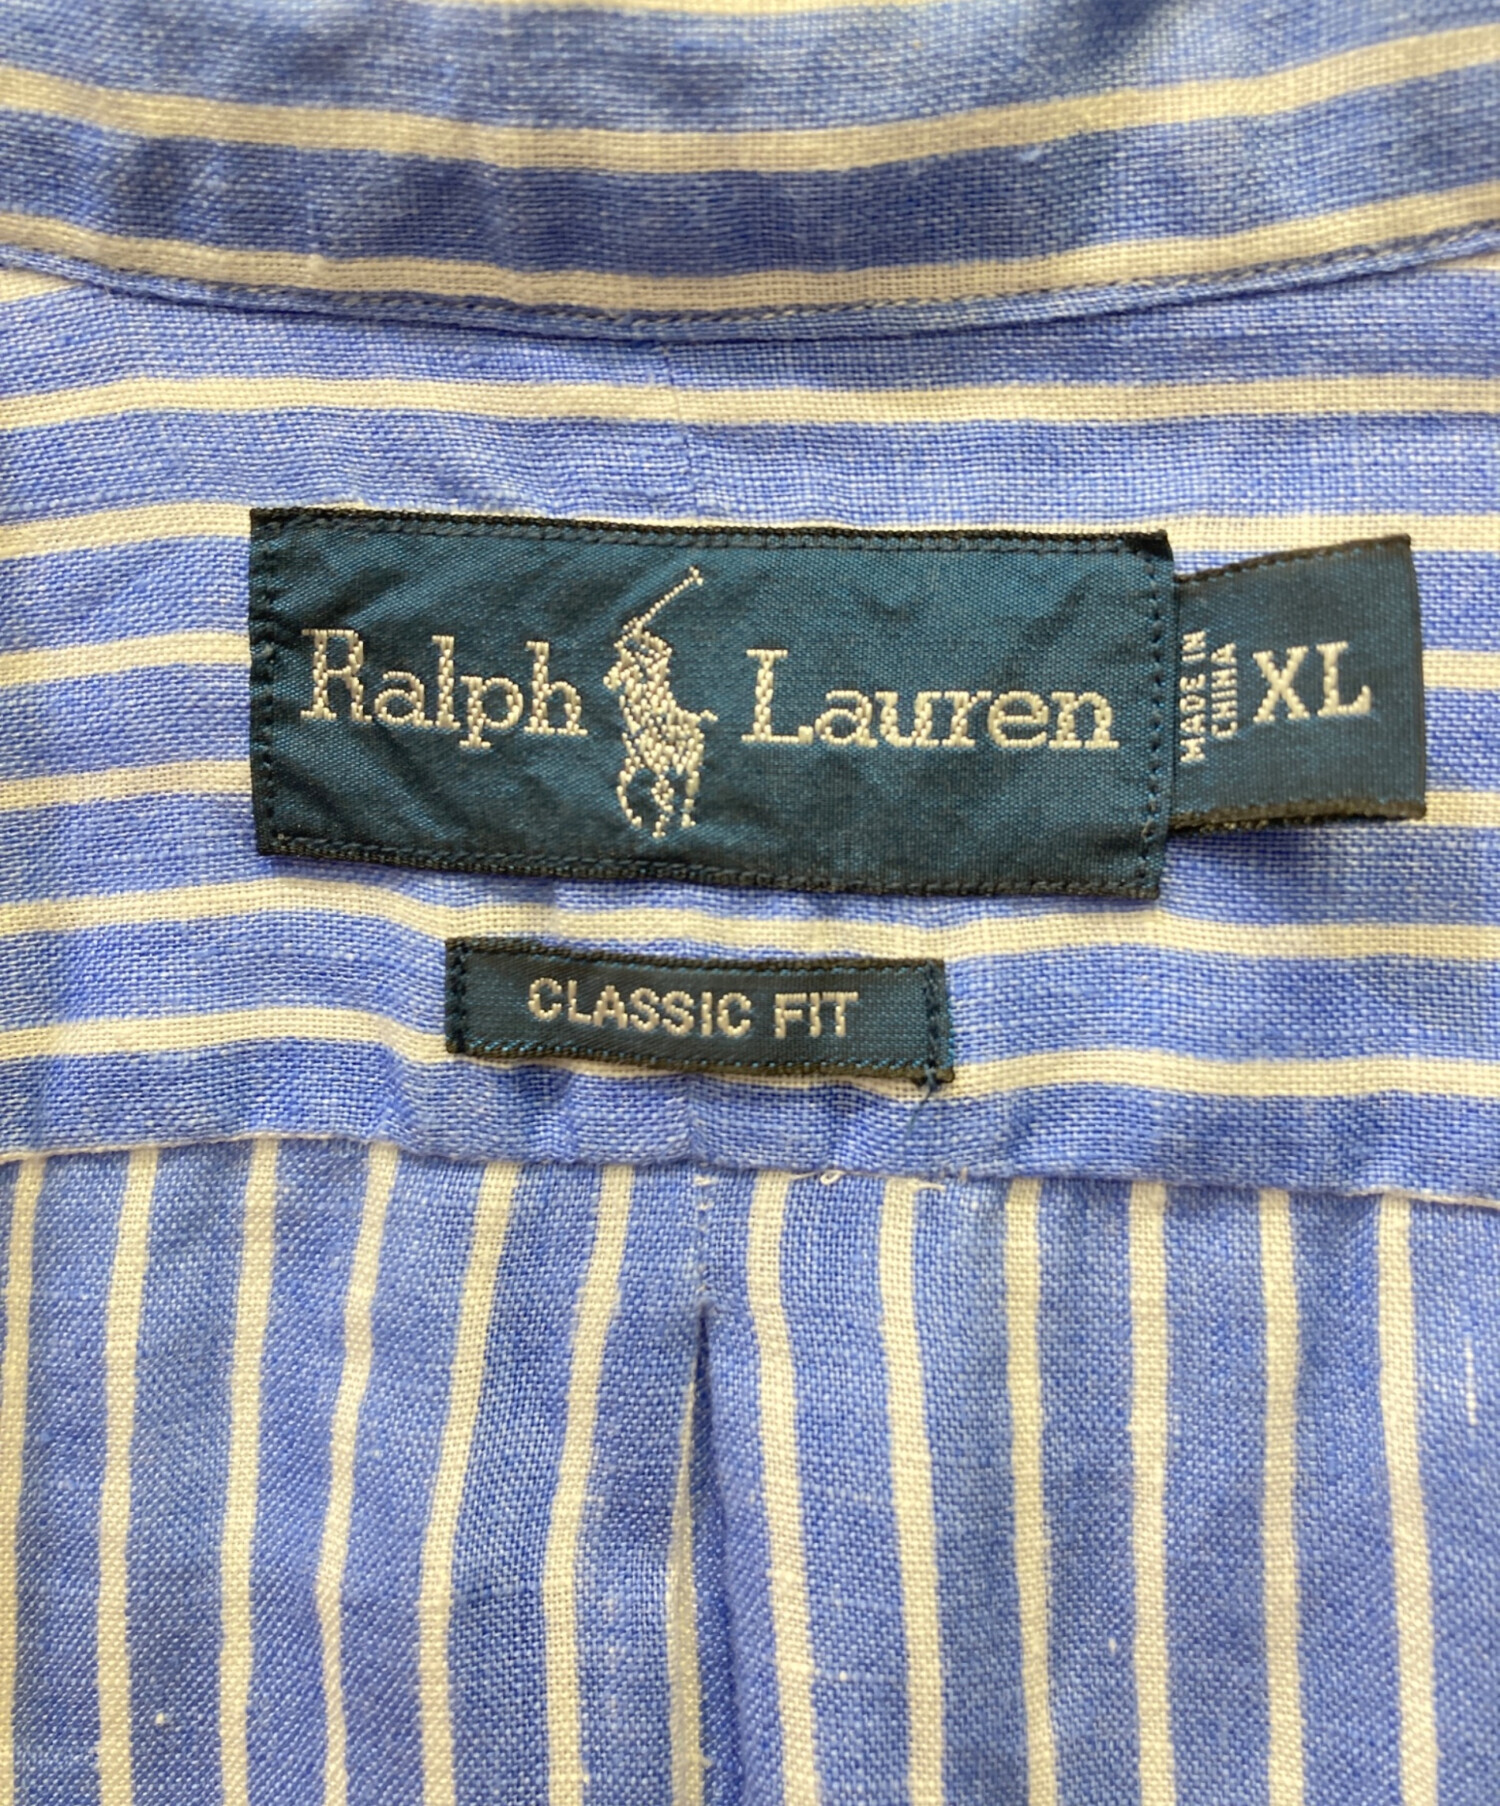 Ralph Lauren
MADE IN
CHINA
XL
CLASSIC FIT